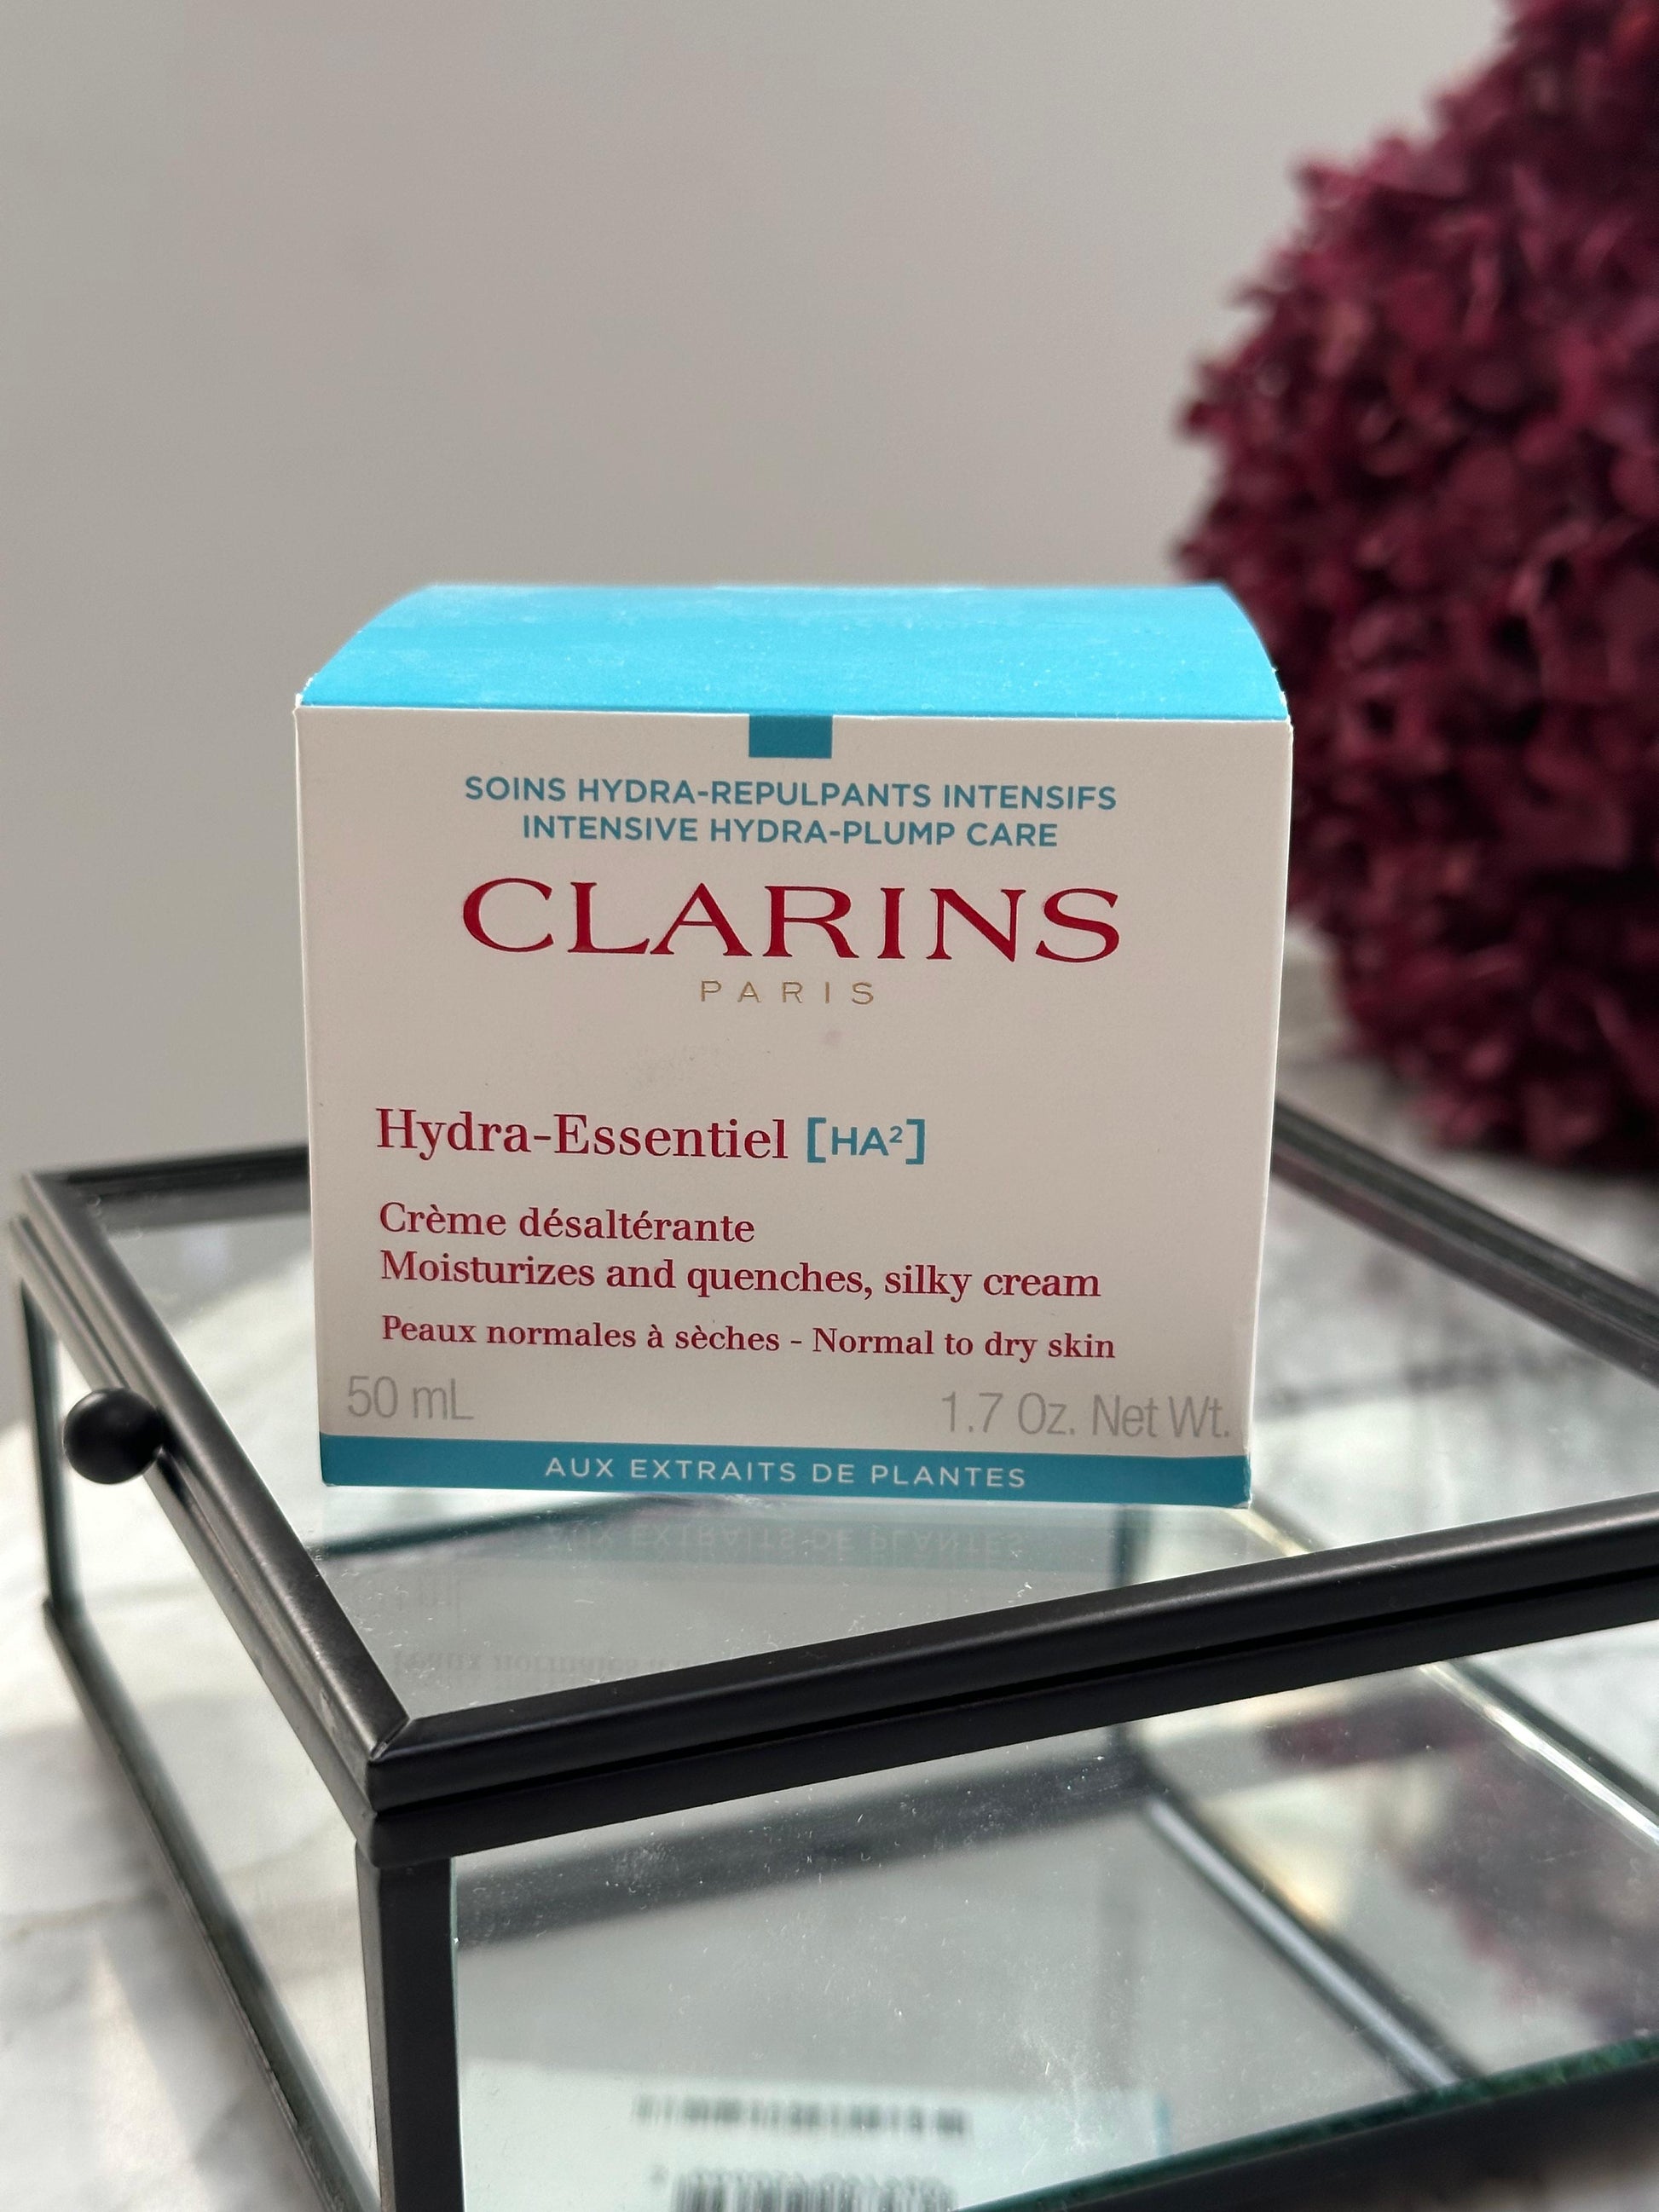 SOINS HYDRA-REPULPANTS INTENSIFS
INTENSIVE HYDRA-PLUMP CARE
CLARINS
PARIS
Hydra-Essentiel [HA²]
Crème désaltérante
Moisturizes and quenches, silky cream
Peaux normales à sèches - Normal to dry skin
50 mL 1.7 Oz. Net Wt.
AUX EXTRAITS DE PLANTES